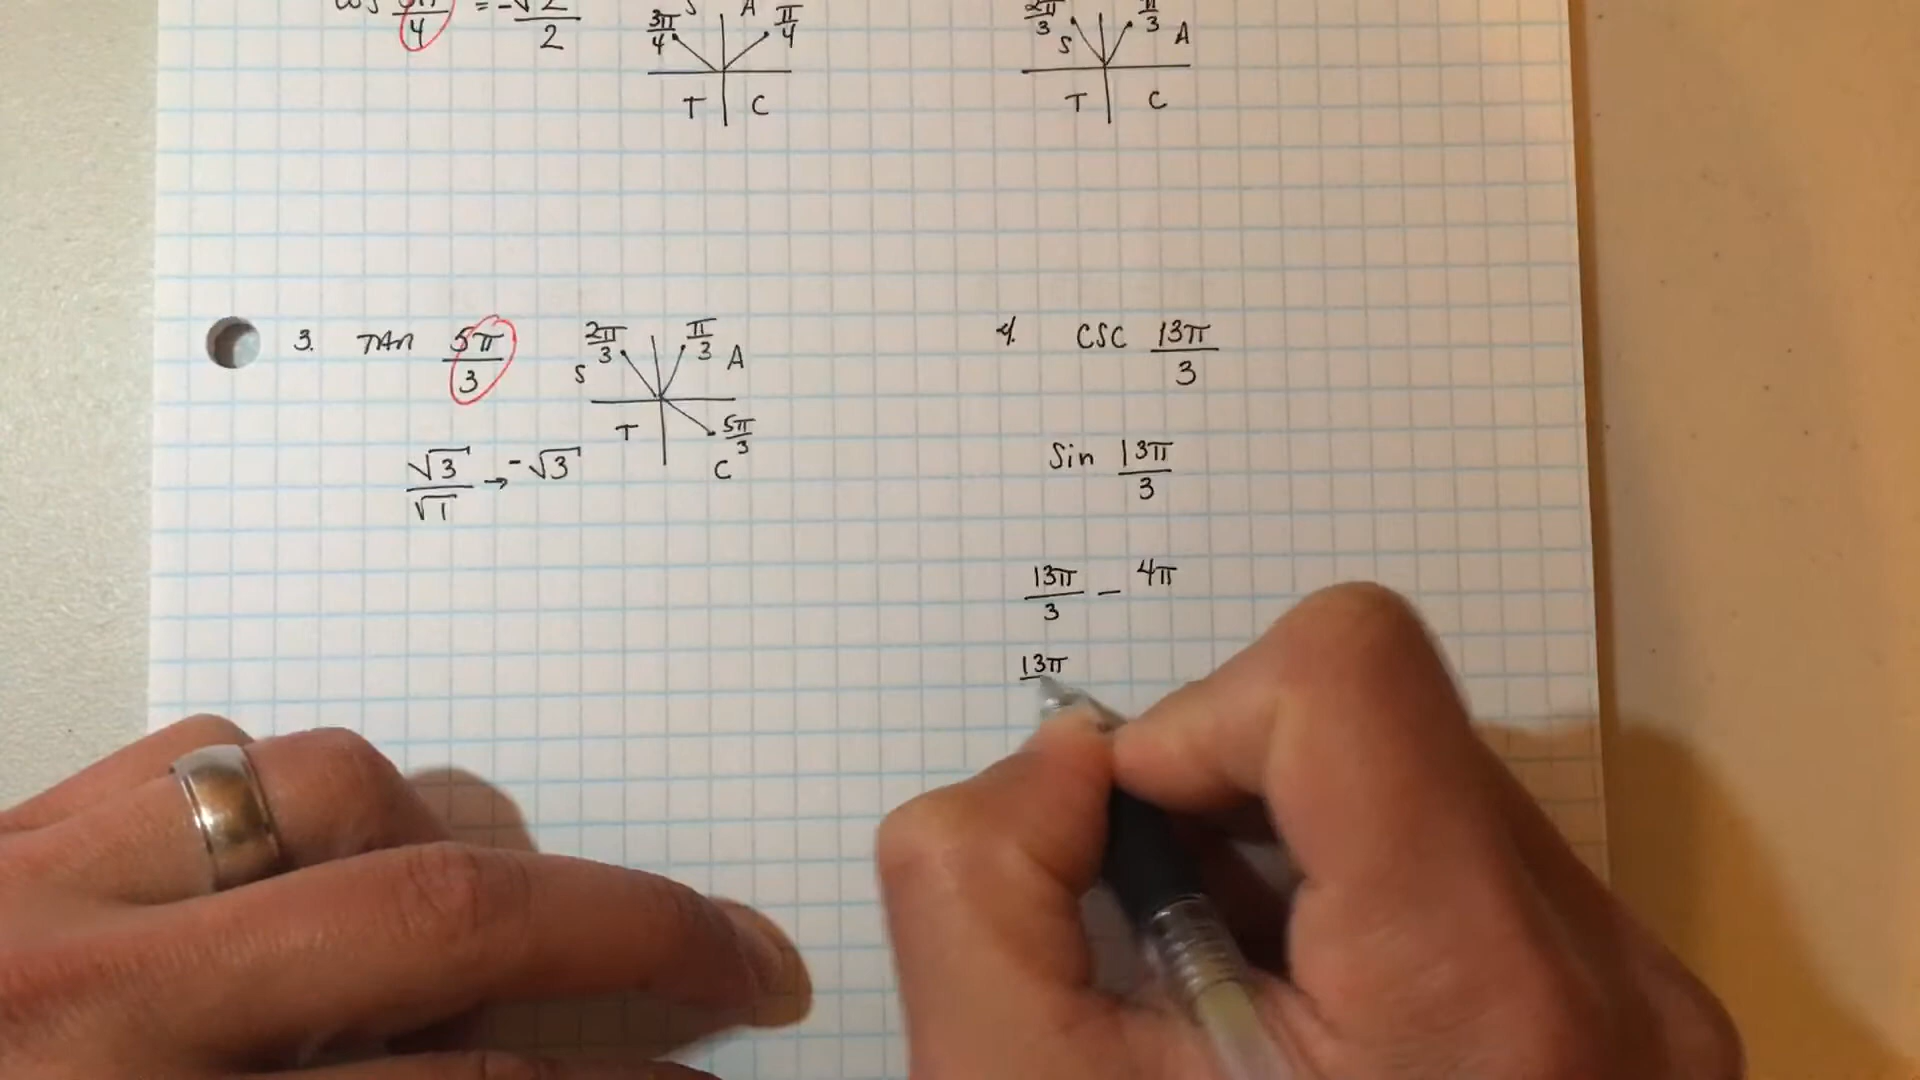 cos 3π/4 = -√2/2
3π/4 S A π/4
T C
2π/3 S π/3 A
T C
3. TAN 5π/3
2π/3 π/3
S A
T 5π/3
C
√3/√1 → -√3
4. CSC 13π/3
Sin 13π/3
13π/3 - 4π
13π